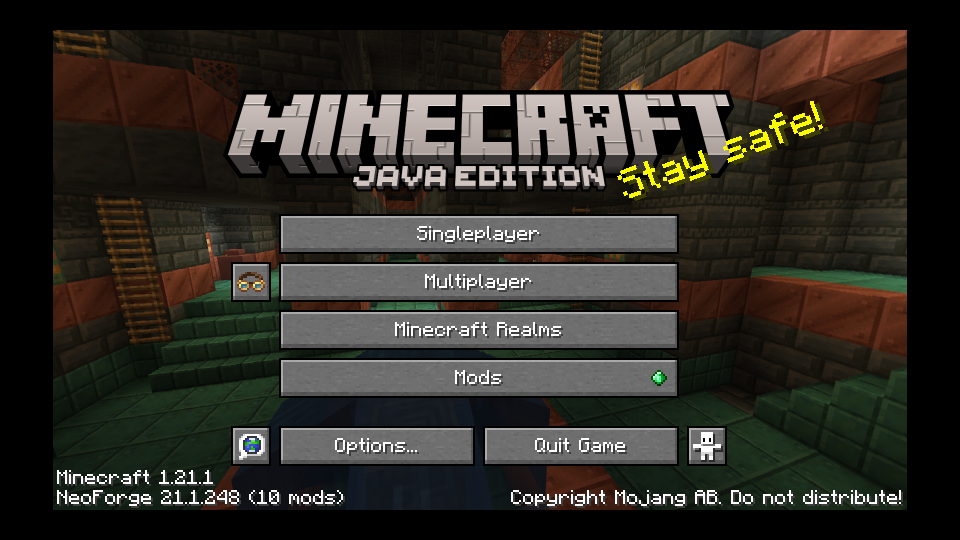 MINECRAFT
JAVA EDITION
Stay safe!
Singleplayer
Multiplayer
Minecraft Realms
Mods
Options...
Quit Game
Minecraft 1.21.1
NeoForge 21.1.248 (10 mods)
Copyright Mojang AB. Do not distribute!